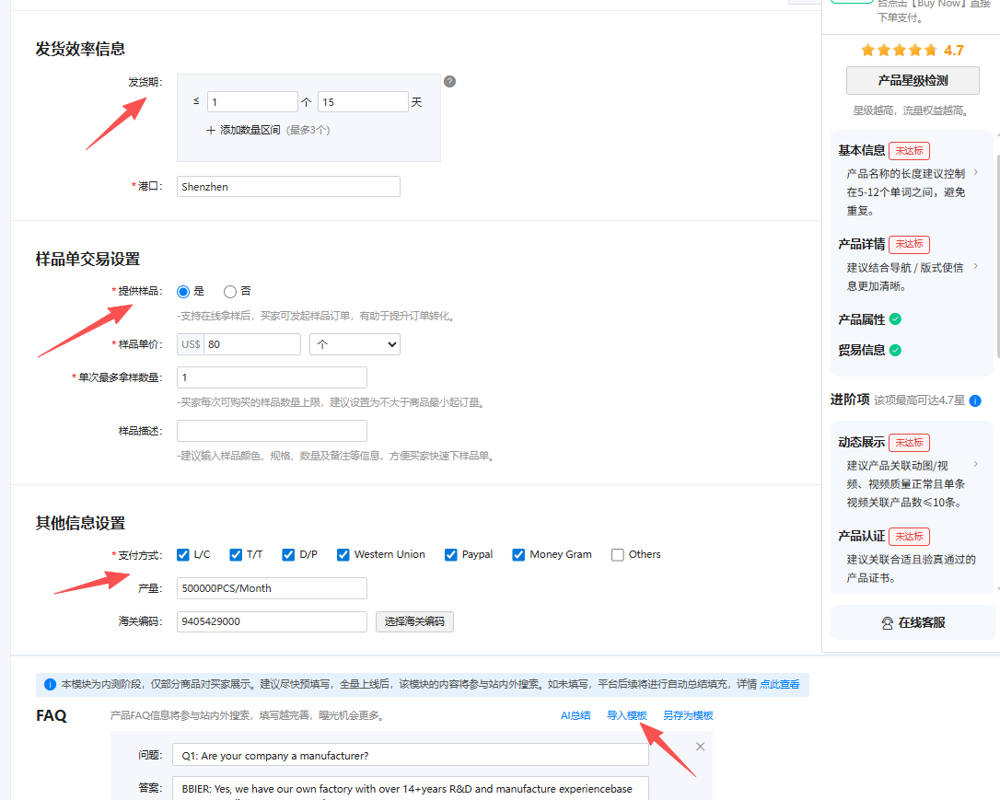 台点击【Buy Now】直接
下单支付。
4.7
产品星级检测
星级越高，流量权益越高。
基本信息 未达标
产品名称的长度建议控制
在5-12个单词之间，避免
重复。
产品详情 未达标
建议结合导航 / 版式使信
息更加清晰。
产品属性
贸易信息
进阶项 该项最高可达4.7星
动态展示 未达标
建议产品关联动图/视
频、视频质量正常且单条
视频关联产品数≤10条。
产品认证 未达标
建议关联合适且验真通过的
产品证书。
在线客服
发货效率信息
发货期：
≤ 1 个 15 天
＋ 添加数量区间（最多3个）
*港口： Shenzhen
样品单交易设置
*提供样品： 是 否
-支持在线拿样后，买家可发起样品订单，有助于提升订单转化。
*样品单价： US$ 80 个
*单次最多拿样数量： 1
-买家每次可购买的样品数量上限，建议设置为不大于商品最小起订量。
样品描述：
-建议输入样品颜色、规格、数量及备注等信息，方便买家快速下样品单。
其他信息设置
*支付方式： L/C T/T D/P Western Union Paypal Money Gram Others
产量： 500000PCS/Month
海关编码： 9405429000 选择海关编码
本模块为内测阶段，仅部分商品对买家展示。建议尽快预填写，全量上线后，该模块的内容将参与站内外搜索。如未填写，平台后续将进行自动总结填充，详情 点此查看
FAQ 产品FAQ信息将参与站内外搜索，填写越完善，曝光机会更多。 AI总结 导入模板 另存为模板
问题： Q1: Are your company a manufacturer?
答案： BBIER: Yes, we have our own factory with over 14+years R&D and manufacture experiencebase